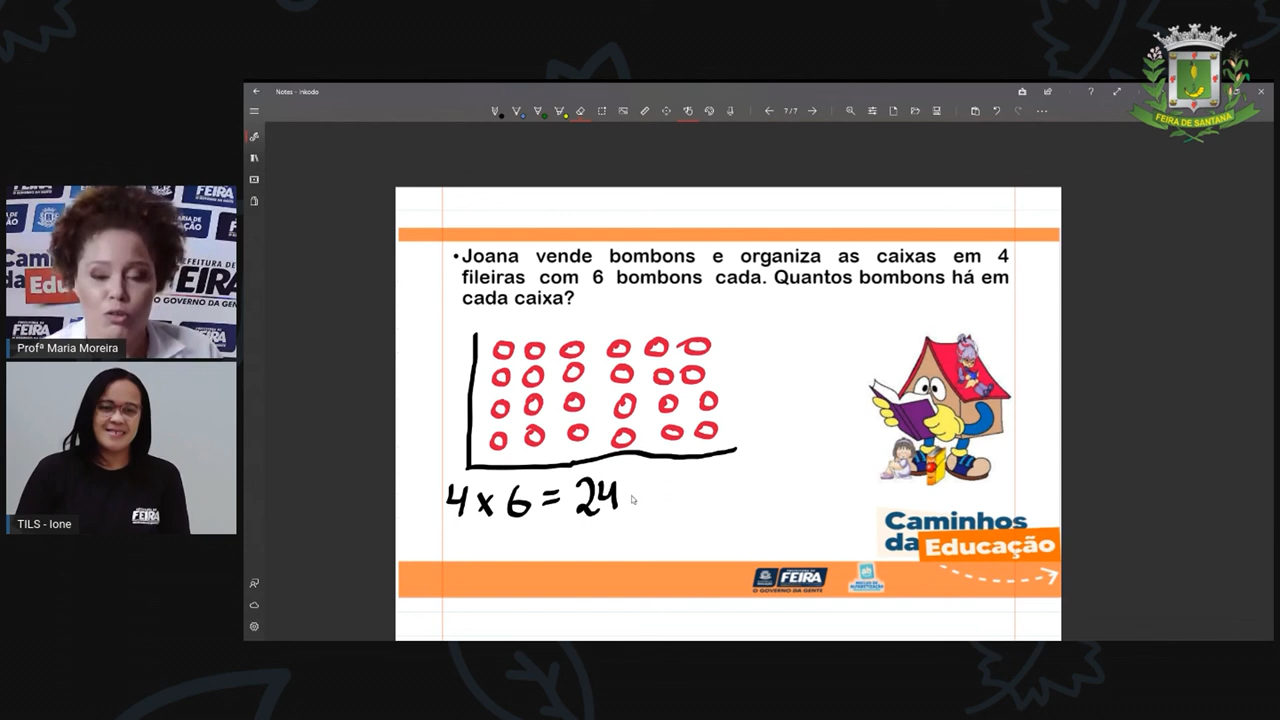 FEIRA DE SANTANA
Notes - inkodo
7/7
FEIRA
Profª Maria Moreira
FEIRA
TILS - Ione
•Joana vende bombons e organiza as caixas em 4
fileiras com 6 bombons cada. Quantos bombons há em
cada caixa?
4 x 6 = 24
Caminhos
da Educação
FEIRA
O GOVERNO DA GENTE